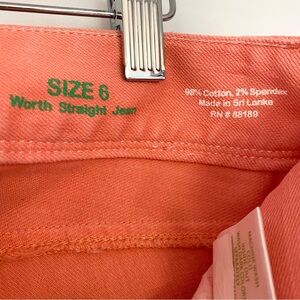 SIZE 6
Worth Straight Jean
98% Cotton, 2% Spandex
Made in Sri Lanka
RN # 88189